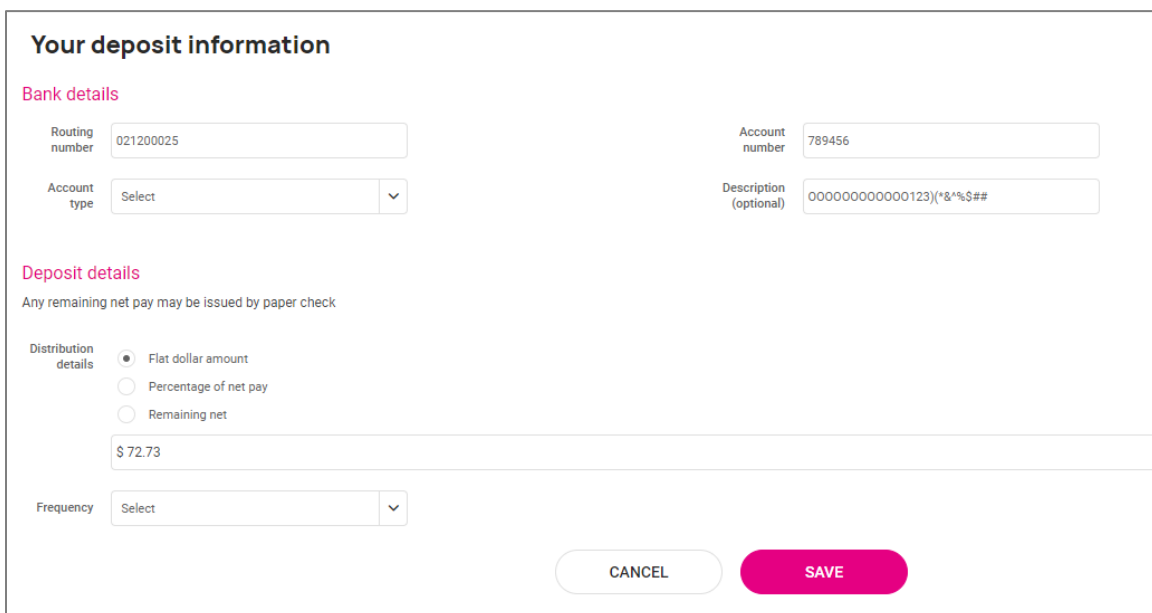 Your deposit information
Bank details
Routing number
021200025
Account number
789456
Account type
Select
Description (optional)
OOOOOOOOOOOOO123)(*&^%$##
Deposit details
Any remaining net pay may be issued by paper check
Distribution details
Flat dollar amount
Percentage of net pay
Remaining net
$ 72.73
Frequency
Select
CANCEL
SAVE